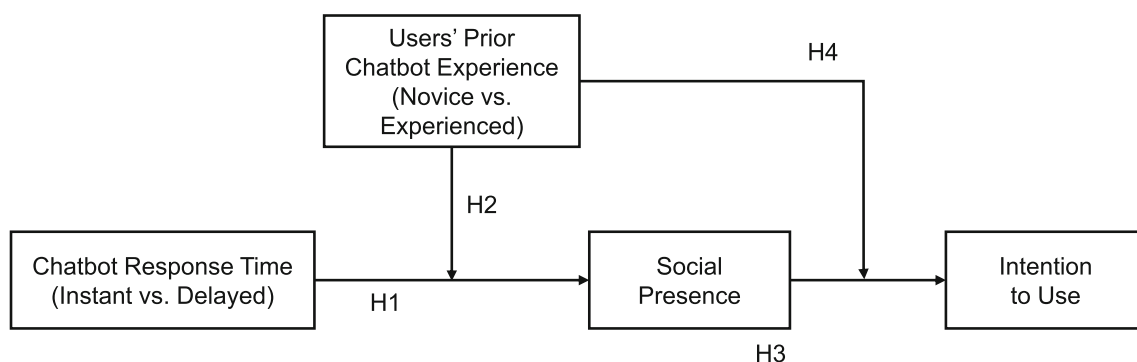 Users’ Prior
Chatbot Experience
(Novice vs.
Experienced)
H4
H2
Chatbot Response Time
(Instant vs. Delayed)
H1
Social
Presence
H3
Intention
to Use